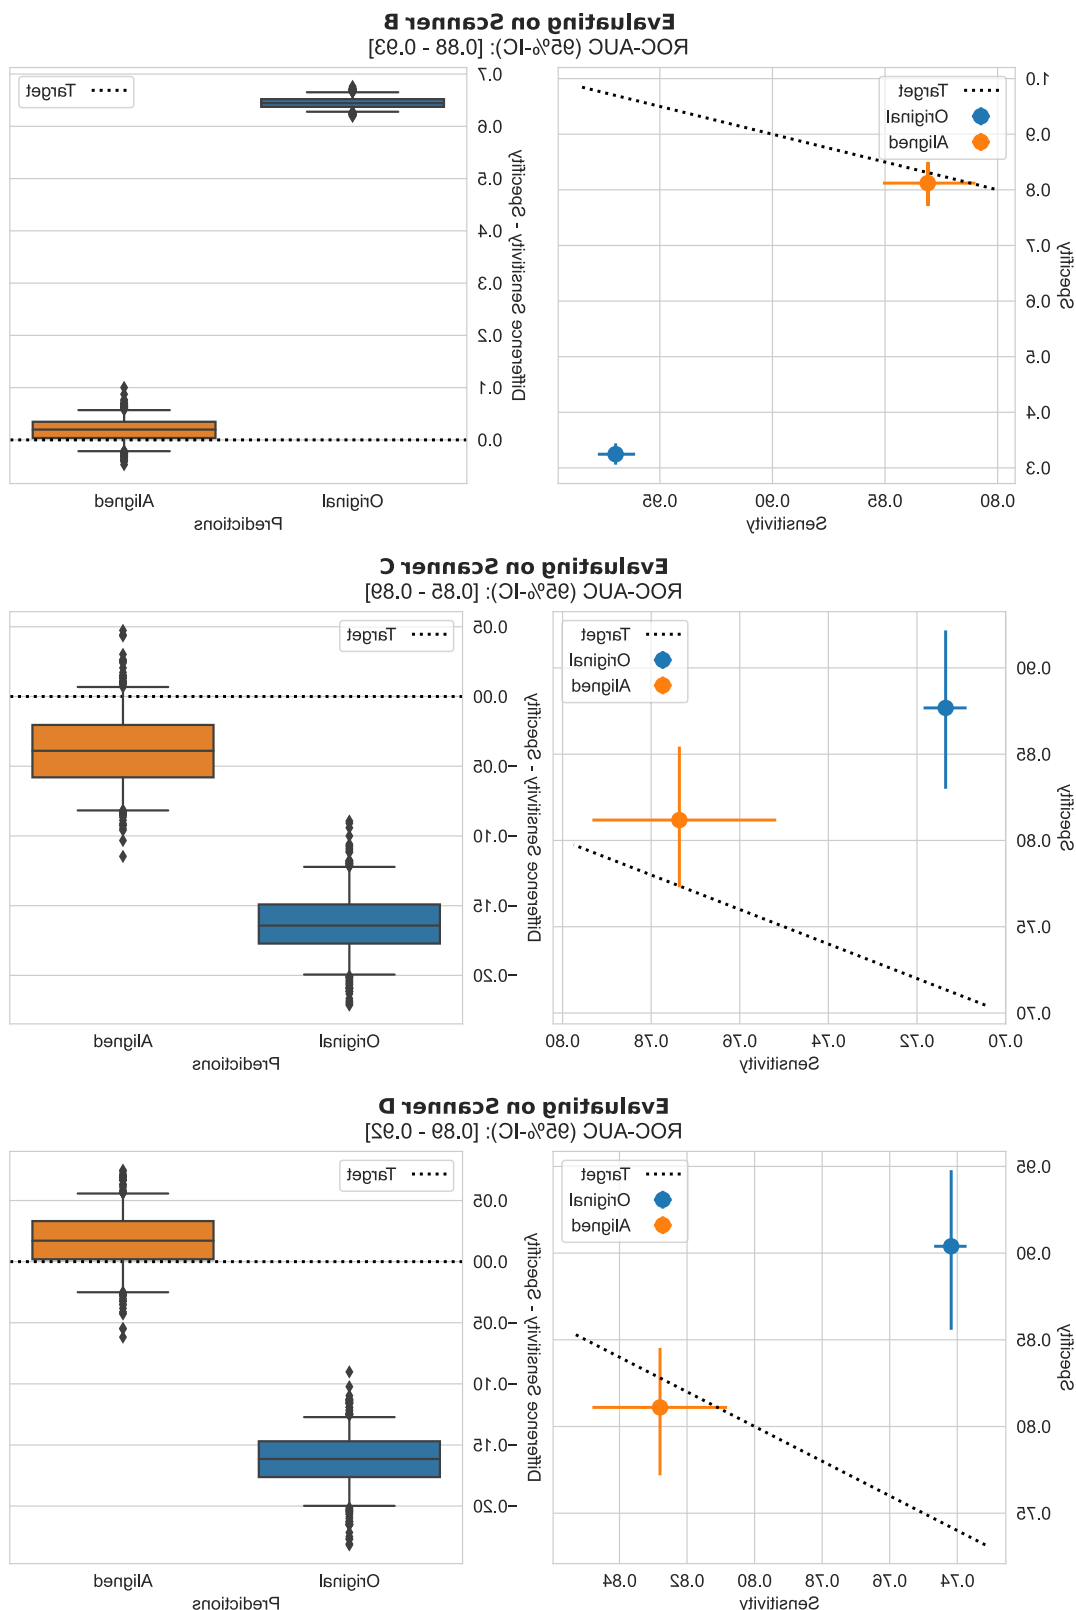 Evaluating on Scanner B
ROC-AUC (95%-IC): [0.88 - 0.93]
Specifity
1.0
0.9
0.8
0.7
0.6
0.5
0.4
0.3
Target
Original
Aligned
0.80 0.85 0.90 0.95
Sensitivity
Difference Sensitivity - Specifity
0.7
0.6
0.5
0.4
0.3
0.2
0.1
0.0
Target
Original Aligned
Predictions
Evaluating on Scanner C
ROC-AUC (95%-IC): [0.85 - 0.89]
Specifity
0.90
0.85
0.80
0.75
0.70
Target
Original
Aligned
0.70 0.72 0.74 0.76 0.78 0.80
Sensitivity
Difference Sensitivity - Specifity
0.05
0.00
−0.05
−0.10
−0.15
−0.20
Target
Original Aligned
Predictions
Evaluating on Scanner D
ROC-AUC (95%-IC): [0.89 - 0.92]
Specifity
0.95
0.90
0.85
0.80
0.75
Target
Original
Aligned
0.74 0.76 0.78 0.80 0.82 0.84
Sensitivity
Difference Sensitivity - Specifity
0.05
0.00
−0.05
−0.10
−0.15
−0.20
Target
Original Aligned
Predictions